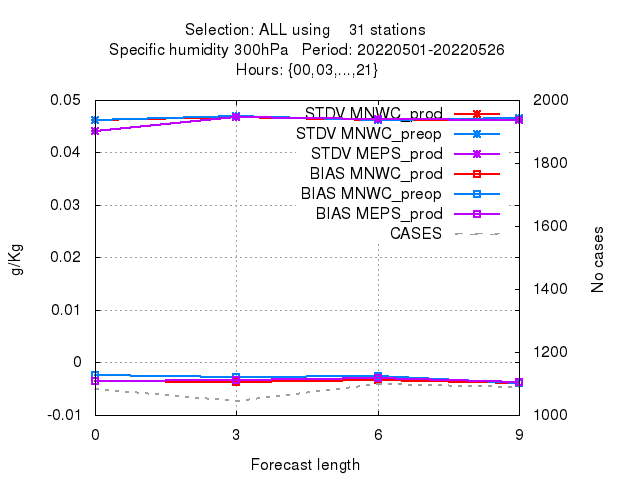 Selection: ALL using    31 stations
Specific humidity 300hPa   Period: 20220501-20220526
Hours: {00,03,...,21}
STDV MNWC_prod
STDV MNWC_preop
STDV MEPS_prod
BIAS MNWC_prod
BIAS MNWC_preop
BIAS MEPS_prod
CASES
0.05
0.04
0.03
0.02
0.01
0
-0.01
g/Kg
2000
1800
1600
1400
1200
1000
No cases
0 3 6 9
Forecast length